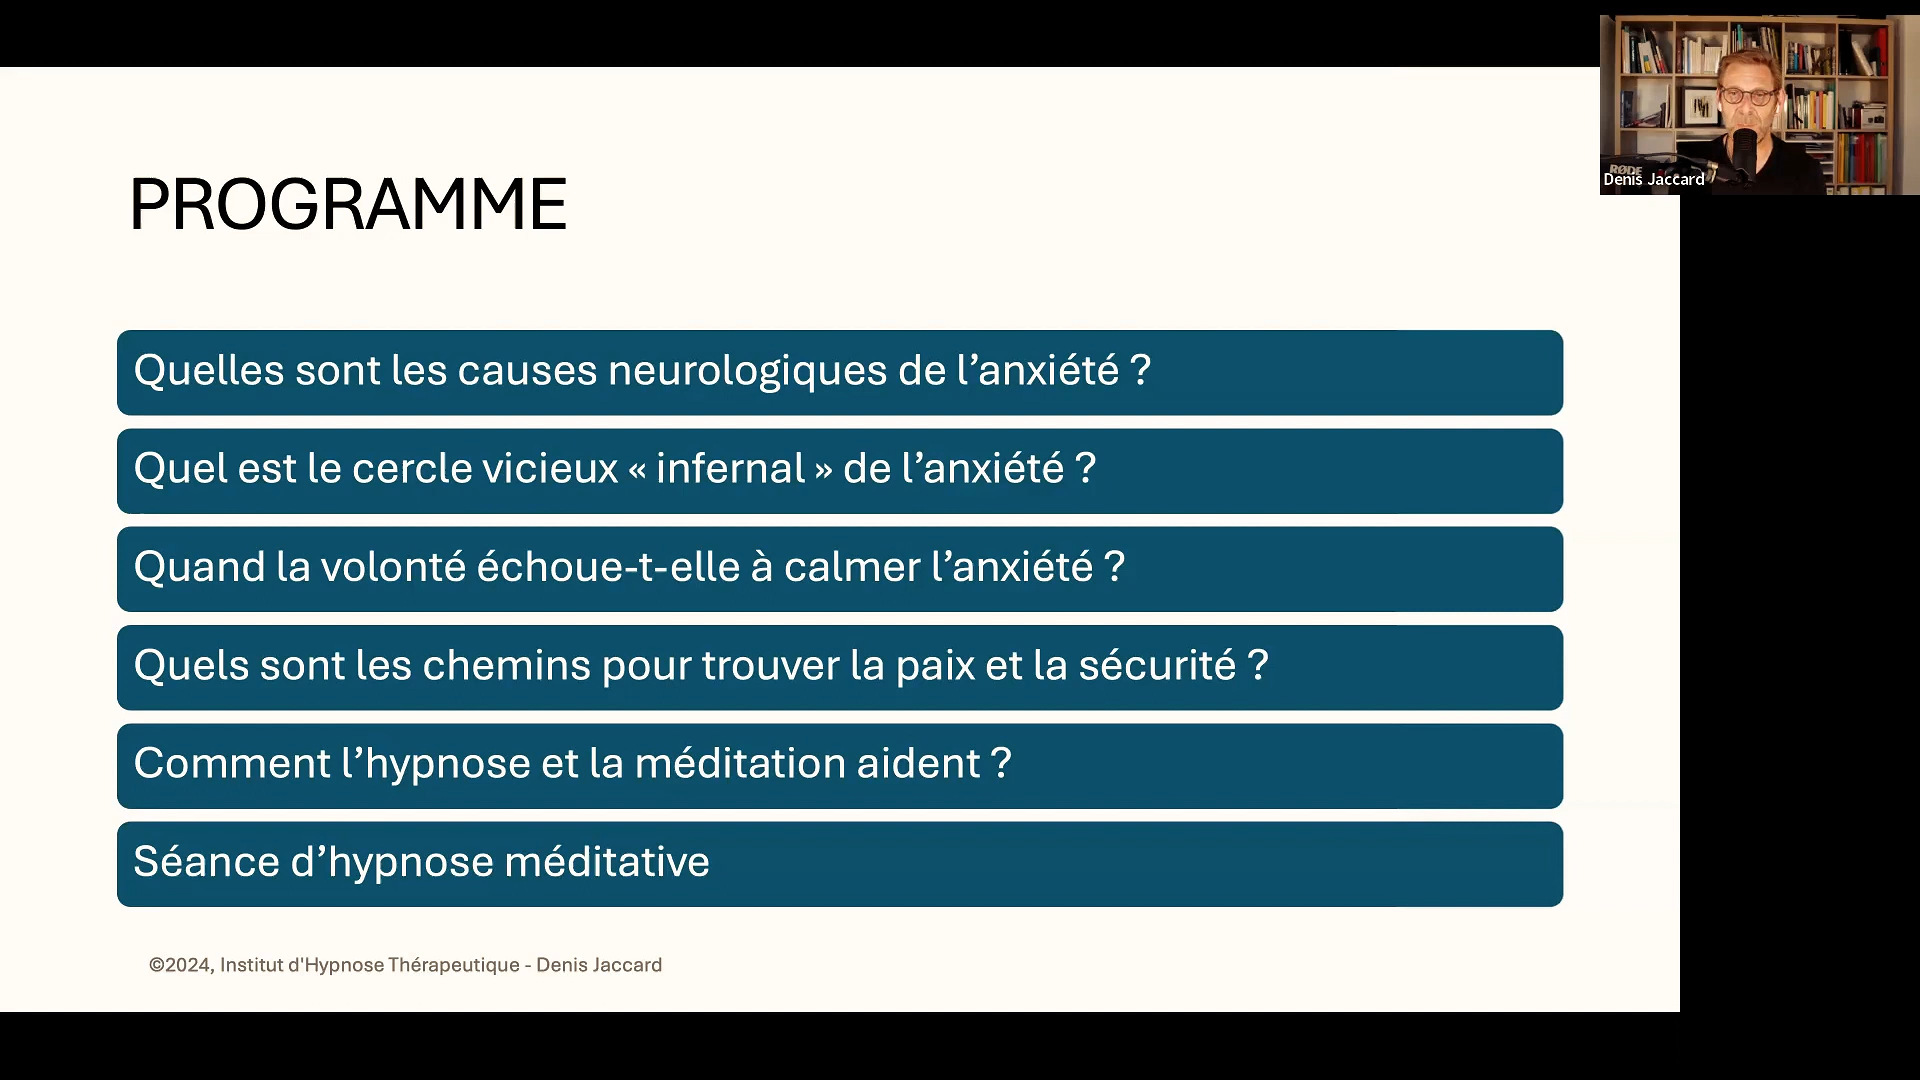 PROGRAMME
Quelles sont les causes neurologiques de l’anxiété ?
Quel est le cercle vicieux « infernal » de l’anxiété ?
Quand la volonté échoue-t-elle à calmer l’anxiété ?
Quels sont les chemins pour trouver la paix et la sécurité ?
Comment l’hypnose et la méditation aident ?
Séance d’hypnose méditative
©2024, Institut d'Hypnose Thérapeutique - Denis Jaccard
RØDE
Denis Jaccard